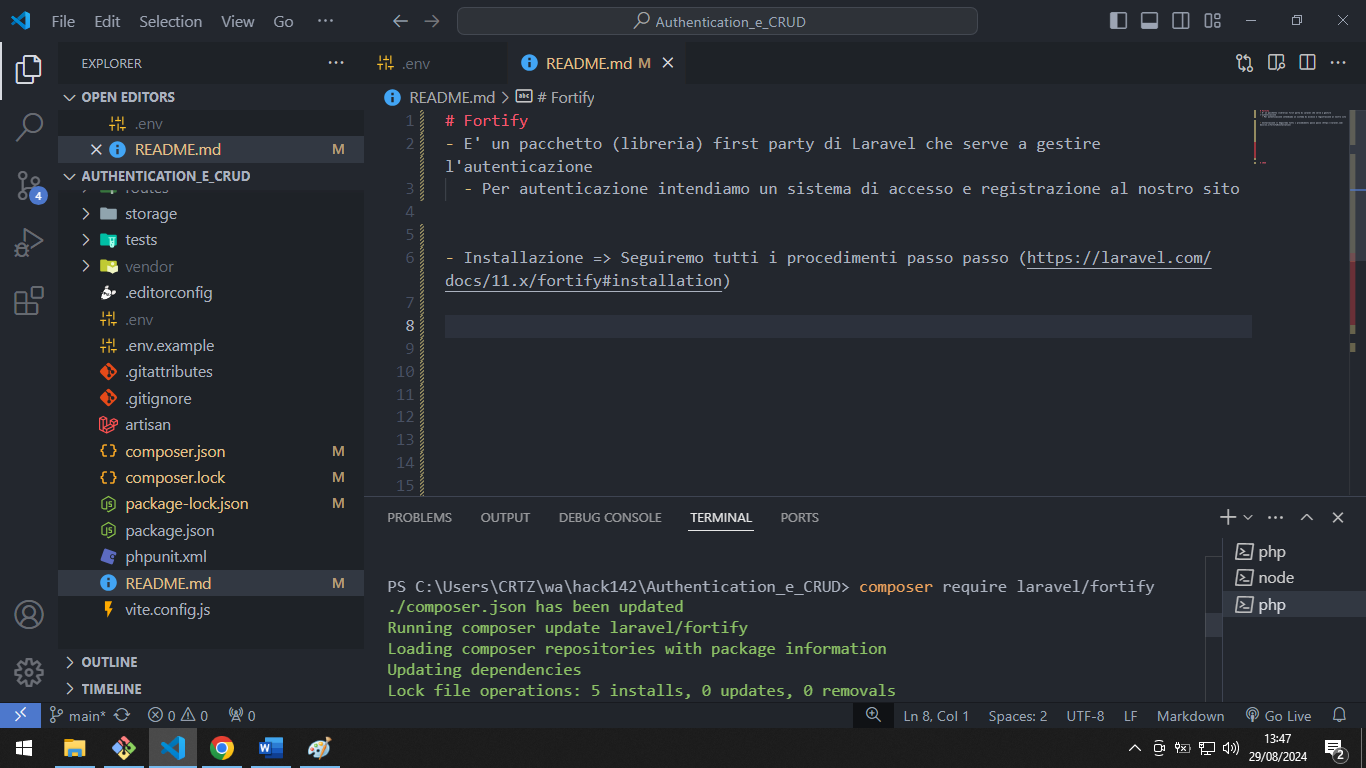 File Edit Selection View Go ··· Authentication_e_CRUD
EXPLORER
OPEN EDITORS
.env
README.md M
AUTHENTICATION_E_CRUD
routes
storage
tests
vendor
.editorconfig
.env
.env.example
.gitattributes
.gitignore
artisan
composer.json M
composer.lock M
package-lock.json M
package.json
phpunit.xml
README.md M
vite.config.js
OUTLINE
TIMELINE
.env README.md M
README.md > # Fortify
1 # Fortify
2 - E' un pacchetto (libreria) first party di Laravel che serve a gestire
l'autenticazione
3 - Per autenticazione intendiamo un sistema di accesso e registrazione al nostro sito
4
5
6 - Installazione => Seguiremo tutti i procedimenti passo passo (https://laravel.com/
docs/11.x/fortify#installation)
7
8
9
10
11
12
13
14
15
PROBLEMS OUTPUT DEBUG CONSOLE TERMINAL PORTS
PS C:\Users\CRTZ\wa\hack142\Authentication_e_CRUD> composer require laravel/fortify
./composer.json has been updated
Running composer update laravel/fortify
Loading composer repositories with package information
Updating dependencies
Lock file operations: 5 installs, 0 updates, 0 removals
php
node
php
4
main* 0 0 0 Ln 8, Col 1 Spaces: 2 UTF-8 LF Markdown Go Live
13:47
29/08/2024
2